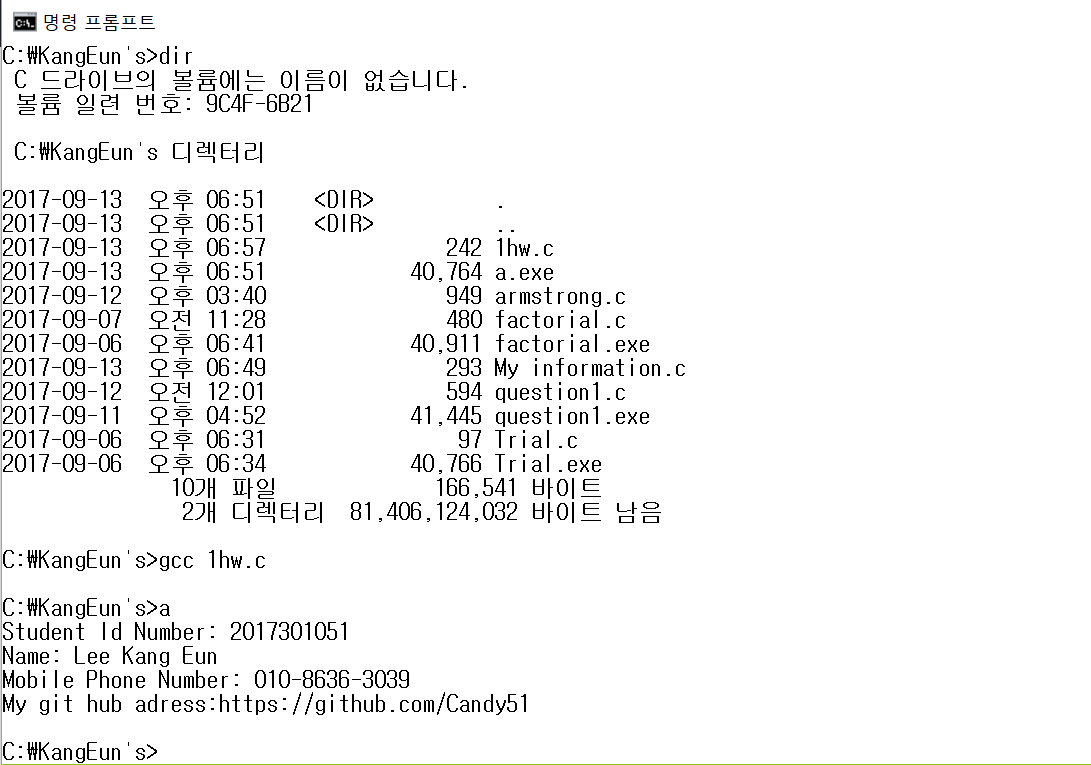 명령 프롬프트
C:\KangEun's>dir
 C 드라이브의 볼륨에는 이름이 없습니다.
 볼륨 일련 번호: 9C4F-6B21

 C:\KangEun's 디렉터리

2017-09-13  오후 06:51    <DIR>          .
2017-09-13  오후 06:51    <DIR>          ..
2017-09-13  오후 06:57               242 1hw.c
2017-09-13  오후 06:51            40,764 a.exe
2017-09-12  오후 03:40               949 armstrong.c
2017-09-07  오전 11:28               480 factorial.c
2017-09-06  오후 06:41            40,911 factorial.exe
2017-09-13  오후 06:49               293 My information.c
2017-09-12  오전 12:01               594 question1.c
2017-09-11  오후 04:52            41,445 question1.exe
2017-09-06  오후 06:31                97 Trial.c
2017-09-06  오후 06:34            40,766 Trial.exe
              10개 파일             166,541 바이트
               2개 디렉터리  81,406,124,032 바이트 남음

C:\KangEun's>gcc 1hw.c

C:\KangEun's>a
Student Id Number: 2017301051
Name: Lee Kang Eun
Mobile Phone Number: 010-8636-3039
My git hub adress:https://github.com/Candy51

C:\KangEun's>